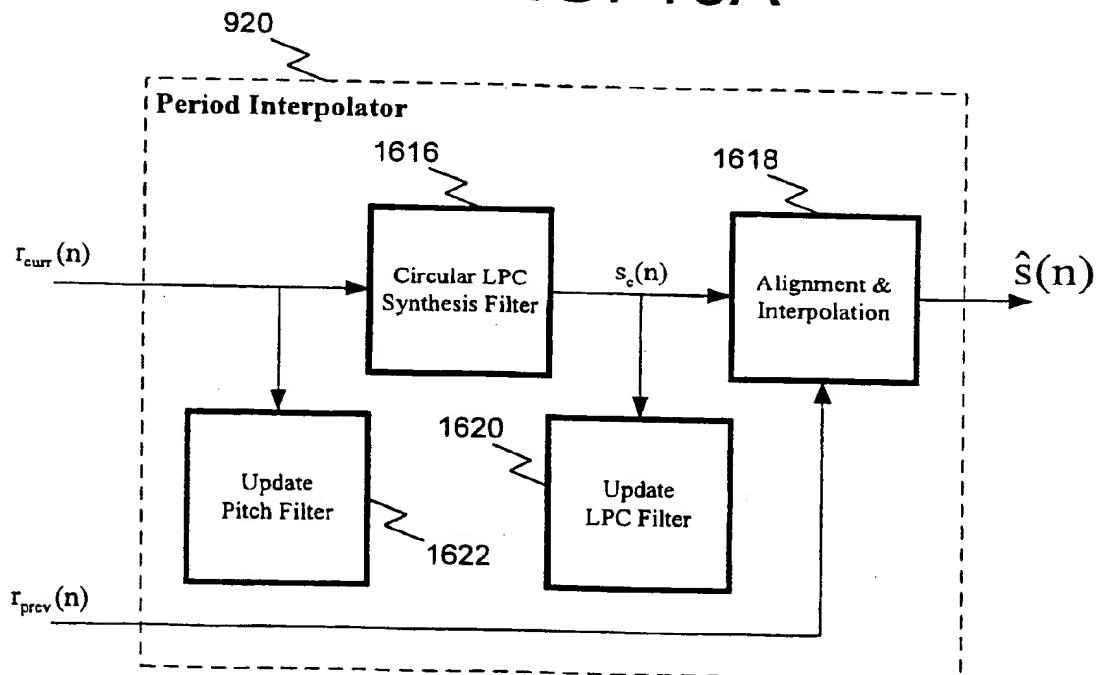 920
Period Interpolator
1616
1618
r_curr(n)
Circular LPC
Synthesis Filter
s_c(n)
Alignment &
Interpolation
ŝ(n)
1620
Update
Pitch Filter
Update
LPC Filter
1622
r_prev(n)